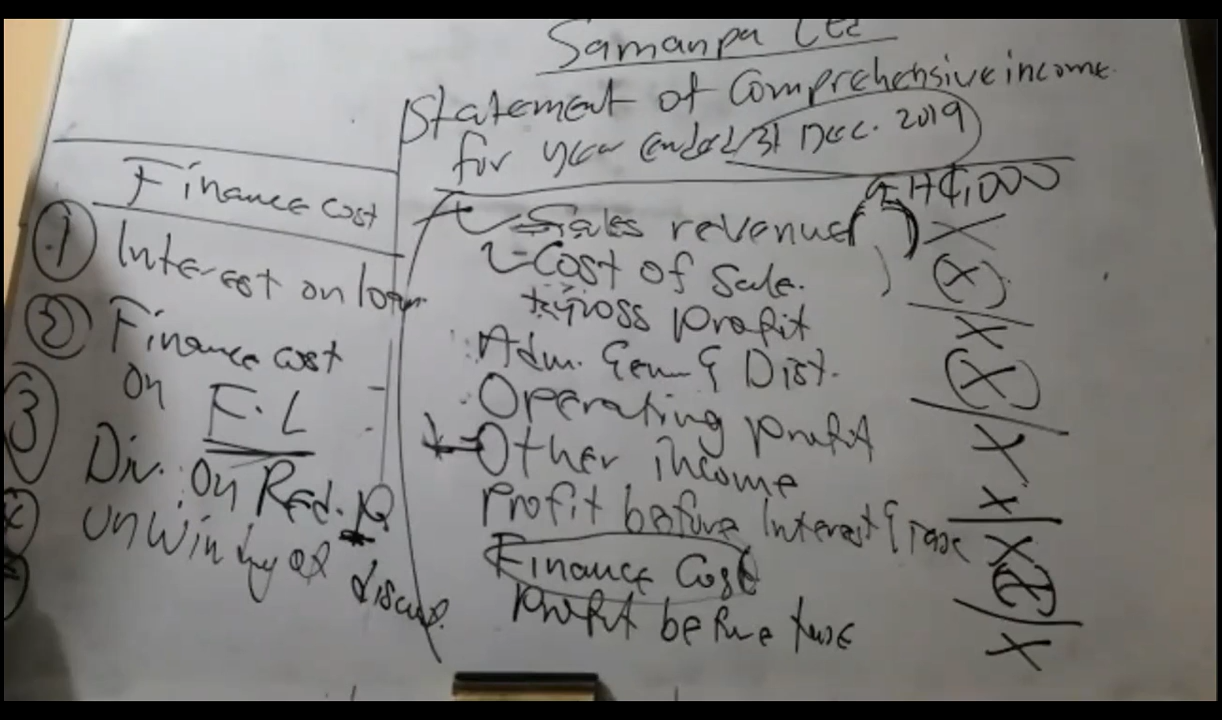 Samanpa Ltd
Statement of Comprehensive income
for year ended 31 Dec. 2019
GH₵,000
Sales revenue X
Cost of Sale. (X)
Gross profit X
Adm. Gen & Dist. (X)
Operating profit X
Other income X
Profit before Interest & Tax X
Finance Cost (X)
Profit before tax X
Finance cost
1 Interest on loan
2 Finance cost
on F.L
3 Div. on Red. P
Unwinding of